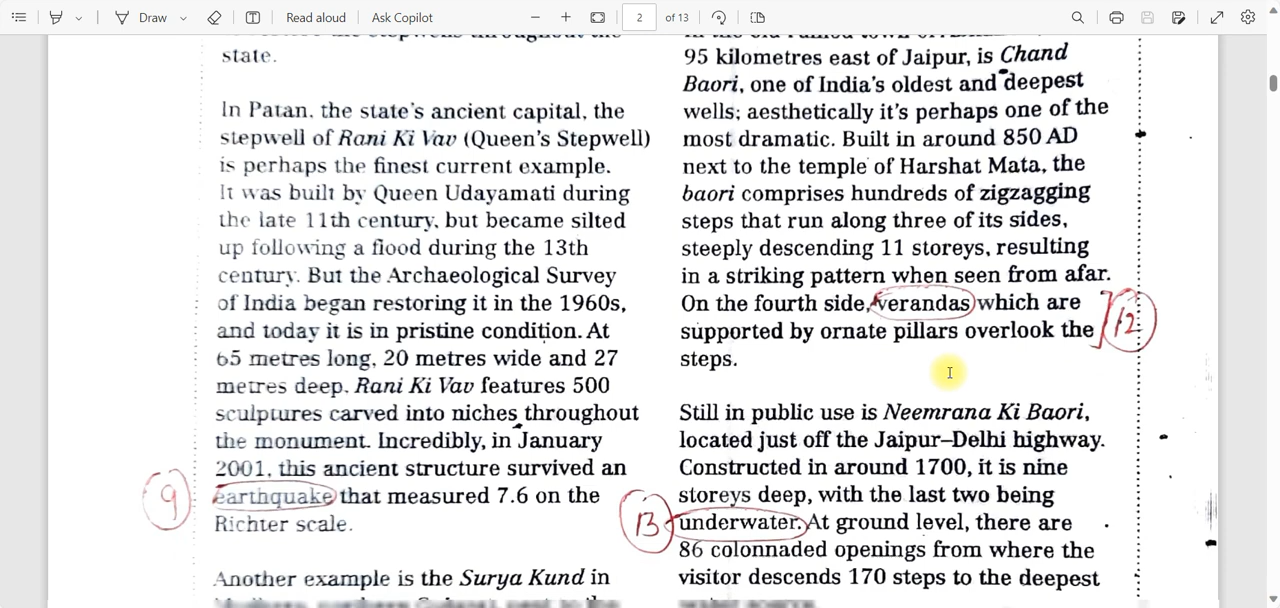 Draw
Read aloud
Ask Copilot
2
of 13
state.
In Patan, the state's ancient capital, the
stepwell of Rani Ki Vav (Queen's Stepwell)
is perhaps the finest current example.
It was built by Queen Udayamati during
the late 11th century, but became silted
up following a flood during the 13th
century. But the Archaeological Survey
of India began restoring it in the 1960s,
and today it is in pristine condition. At
65 metres long, 20 metres wide and 27
metres deep. Rani Ki Vav features 500
sculptures carved into niches throughout
the monument. Incredibly, in January
2001, this ancient structure survived an
9
earthquake that measured 7.6 on the
Richter scale.
Another example is the Surya Kund in
95 kilometres east of Jaipur, is Chand
Baori, one of India's oldest and deepest
wells; aesthetically it's perhaps one of the
most dramatic. Built in around 850 AD
next to the temple of Harshat Mata, the
baori comprises hundreds of zigzagging
steps that run along three of its sides,
steeply descending 11 storeys, resulting
in a striking pattern when seen from afar.
On the fourth side, verandas which are
12
supported by ornate pillars overlook the
steps.
Still in public use is Neemrana Ki Baori,
located just off the Jaipur–Delhi highway.
Constructed in around 1700, it is nine
storeys deep, with the last two being
13
underwater. At ground level, there are
86 colonnaded openings from where the
visitor descends 170 steps to the deepest